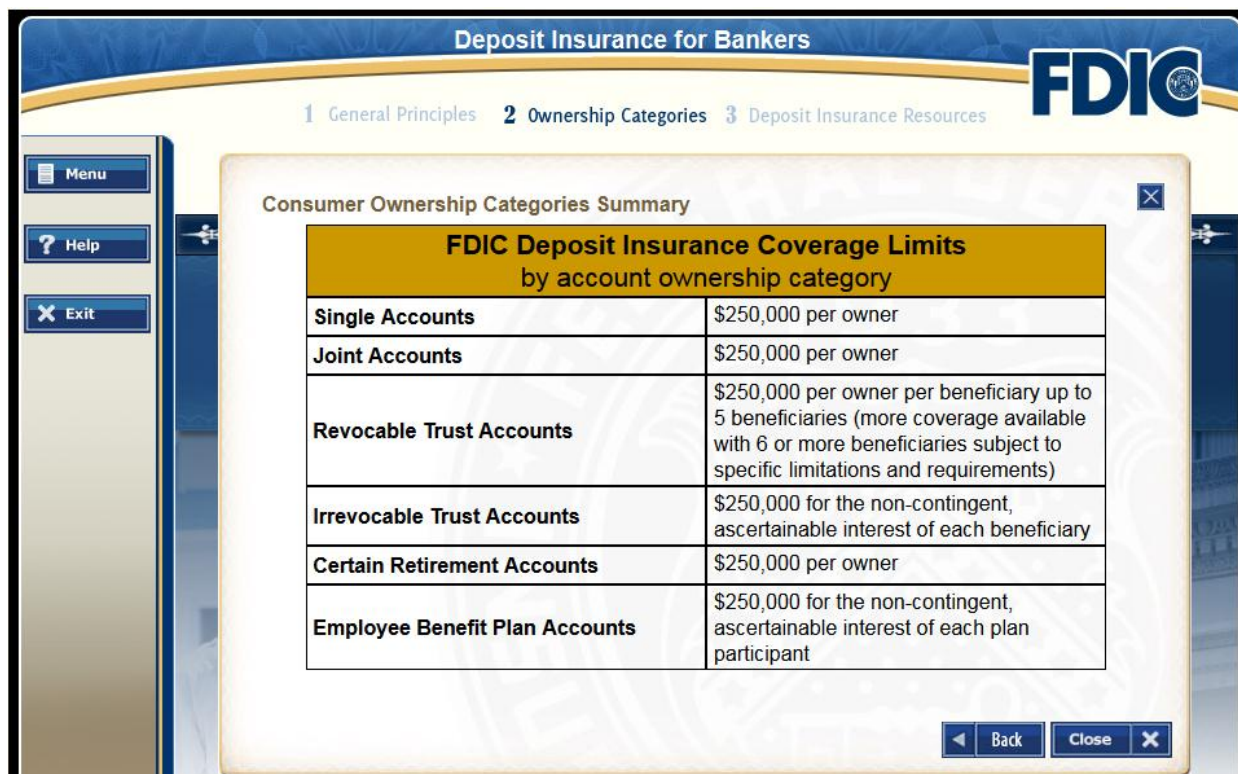 Deposit Insurance for Bankers
FDIC
1 General Principles 2 Ownership Categories 3 Deposit Insurance Resources
Menu
? Help
X Exit
Consumer Ownership Categories Summary
FDIC Deposit Insurance Coverage Limits
by account ownership category
Single Accounts
$250,000 per owner
Joint Accounts
$250,000 per owner
Revocable Trust Accounts
$250,000 per owner per beneficiary up to
5 beneficiaries (more coverage available
with 6 or more beneficiaries subject to
specific limitations and requirements)
Irrevocable Trust Accounts
$250,000 for the non-contingent,
ascertainable interest of each beneficiary
Certain Retirement Accounts
$250,000 per owner
Employee Benefit Plan Accounts
$250,000 for the non-contingent,
ascertainable interest of each plan
participant
Back
Close